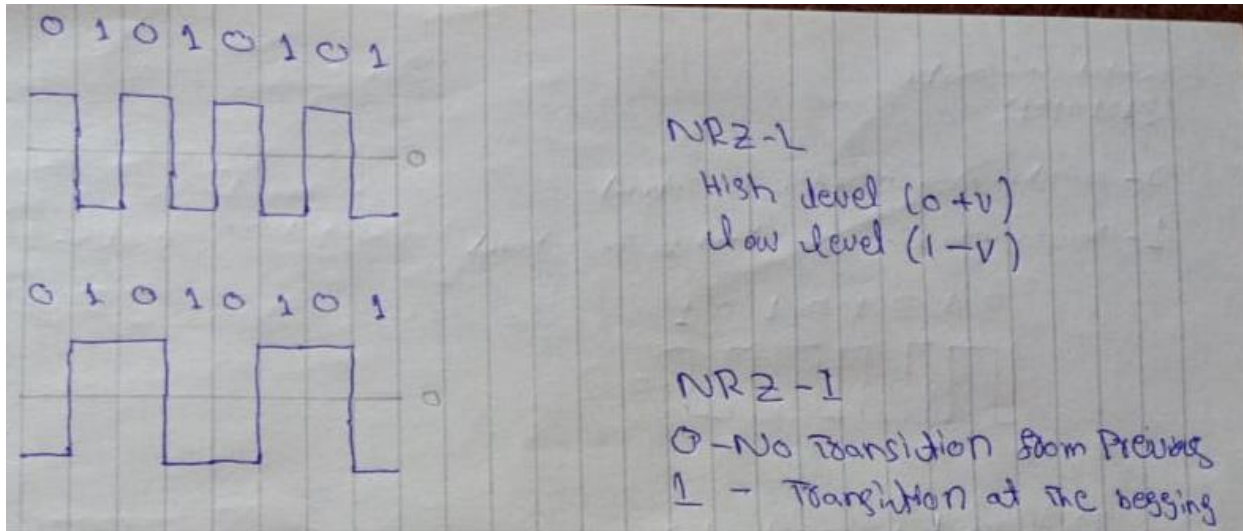 0 1 0 1 0 1 0 1
0
NRZ-L
High level (0 +v)
Low level (1 -v)
0 1 0 1 0 1 0 1
0
NRZ-I
0 - No Transition from Previous
1 - Transition at the begging